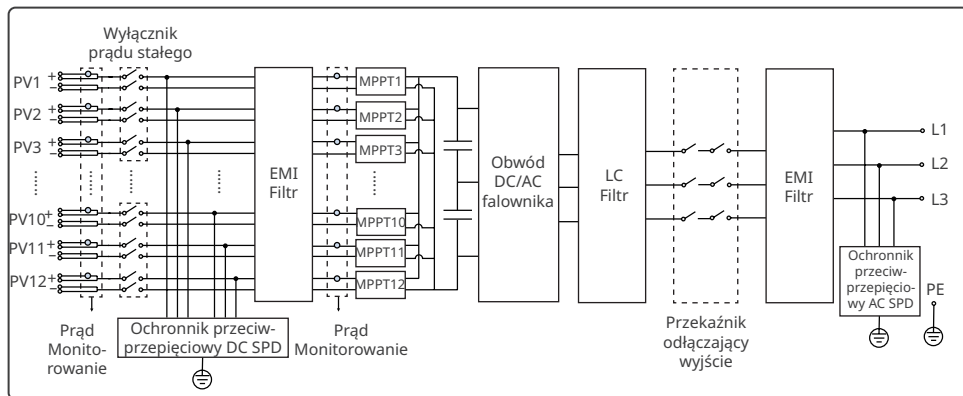 Wyłącznik
prądu stałego
PV1
+
−
PV2
+
−
PV3
+
−
PV10
+
−
PV11
+
−
PV12
+
−
Prąd
Monito-
rowanie
Ochronnik przeciw-
przepięciowy DC SPD
EMI
Filtr
Prąd
Monitorowanie
MPPT1
MPPT2
MPPT3
MPPT10
MPPT11
MPPT12
Obwód
DC/AC
falownika
LC
Filtr
Przekaźnik
odłączający
wyjście
EMI
Filtr
L1
L2
L3
Ochronnik
przeciw-
przepięcio-
wy AC SPD
PE